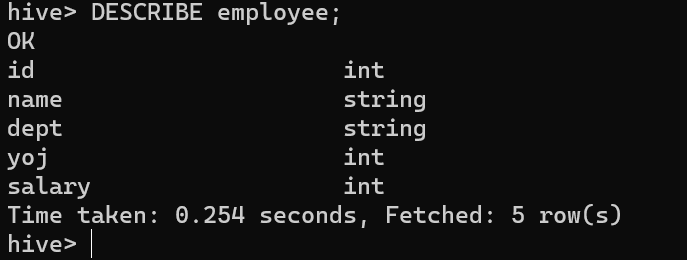 hive> DESCRIBE employee;
OK
id                      int
name                    string
dept                    string
yoj                     int
salary                  int
Time taken: 0.254 seconds, Fetched: 5 row(s)
hive>